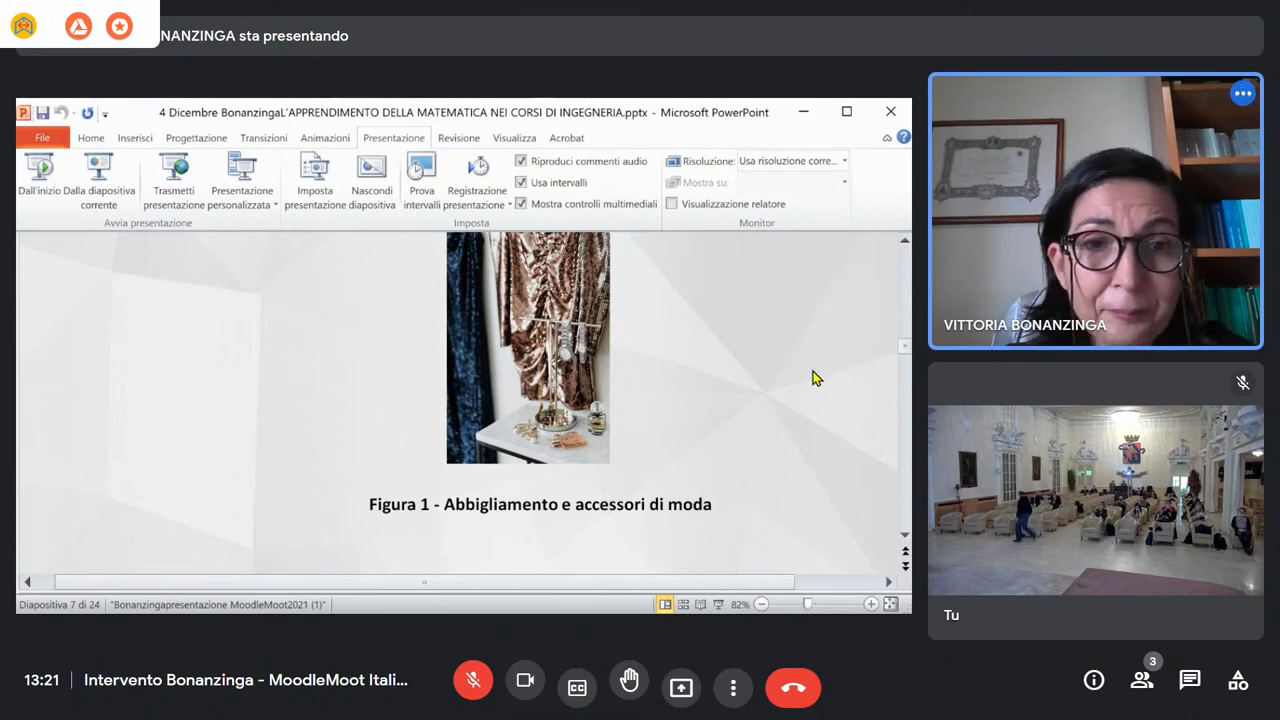 NANZINGA sta presentando
4 Dicembre BonanzingaL'APPRENDIMENTO DELLA MATEMATICA NEI CORSI DI INGEGNERIA.pptx - Microsoft PowerPoint
File Home Inserisci Progettazione Transizioni Animazioni Presentazione Revisione Visualizza Acrobat
Dall'inizio
Dalla diapositiva
corrente
Trasmetti
presentazione
Presentazione
personalizzata
Avvia presentazione
Imposta
presentazione
Nascondi
diapositiva
Prova
intervalli
Registrazione
presentazione
Riproduci commenti audio
Usa intervalli
Mostra controlli multimediali
Imposta
Risoluzione: Usa risoluzione corre...
Mostra su:
Visualizzazione relatore
Monitor
VITTORIA BONANZINGA
Figura 1 - Abbigliamento e accessori di moda
Diapositiva 7 di 24 "Bonanzingapresentazione MoodleMoot2021 (1)" 82%
Tu
13:21 Intervento Bonanzinga - MoodleMoot Itali...
CC
3